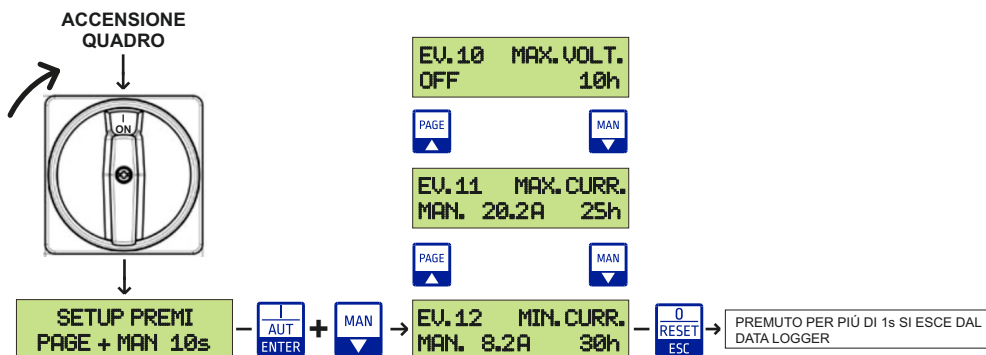 ACCENSIONE
QUADRO
I
ON
EV.10 MAX.VOLT.
OFF 10h
PAGE
MAN
EV.11 MAX.CURR.
MAN. 20.2A 25h
PAGE
MAN
SETUP PREMI
PAGE + MAN 10s
I
AUT
ENTER
+
MAN
EV.12 MIN.CURR.
MAN. 8.2A 30h
0
RESET
ESC
PREMUTO PER PIÚ DI 1s SI ESCE DAL
DATA LOGGER